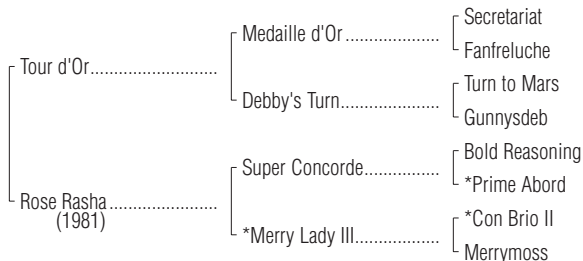 Secretariat
Medaille d'Or....................
Fanfreluche
Tour d'Or...........................
Turn to Mars
Debby's Turn.....................
Gunnysdeb
Bold Reasoning
Super Concorde................
*Prime Abord
Rose Rasha.......................
(1981)
*Con Brio II
*Merry Lady III..................
Merrymoss